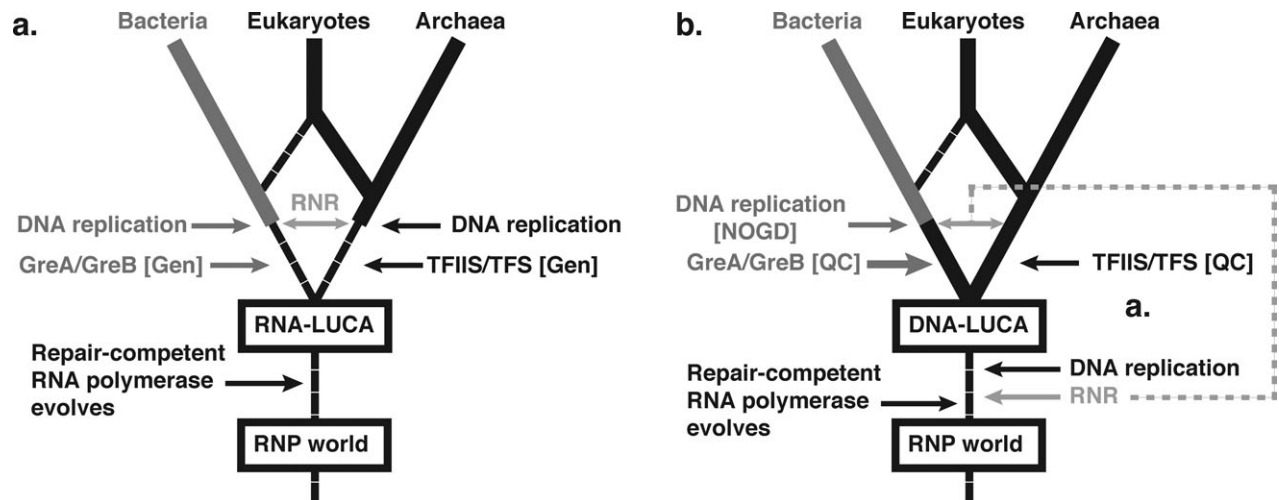 a.
Bacteria
Eukaryotes
Archaea
RNR
DNA replication
DNA replication
GreA/GreB [Gen]
TFIIS/TFS [Gen]
RNA-LUCA
Repair-competent
RNA polymerase
evolves
RNP world
b.
Bacteria
Eukaryotes
Archaea
DNA replication
[NOGD]
GreA/GreB [QC]
TFIIS/TFS [QC]
a.
DNA-LUCA
DNA replication
Repair-competent
RNA polymerase
evolves
RNR
RNP world